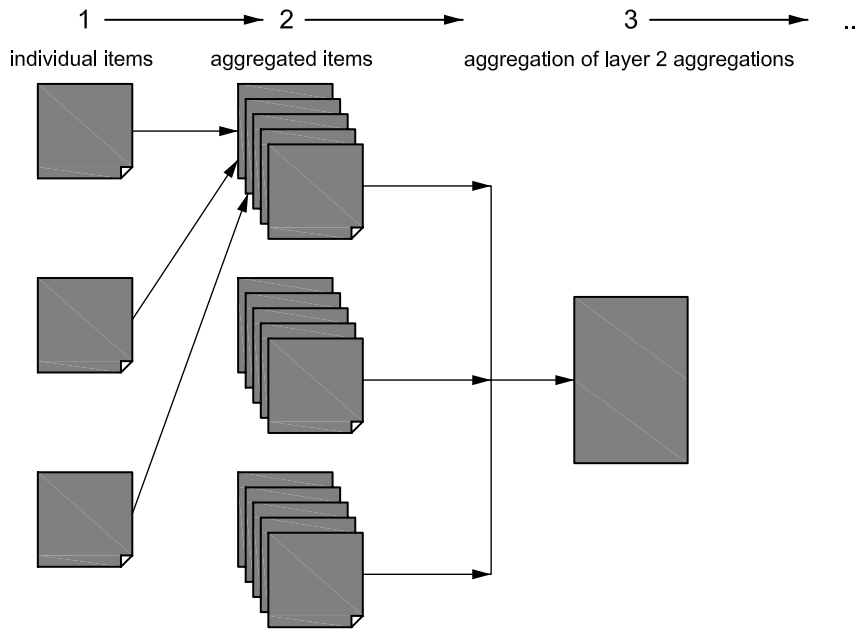 1 2 3 ..
individual items aggregated items aggregation of layer 2 aggregations